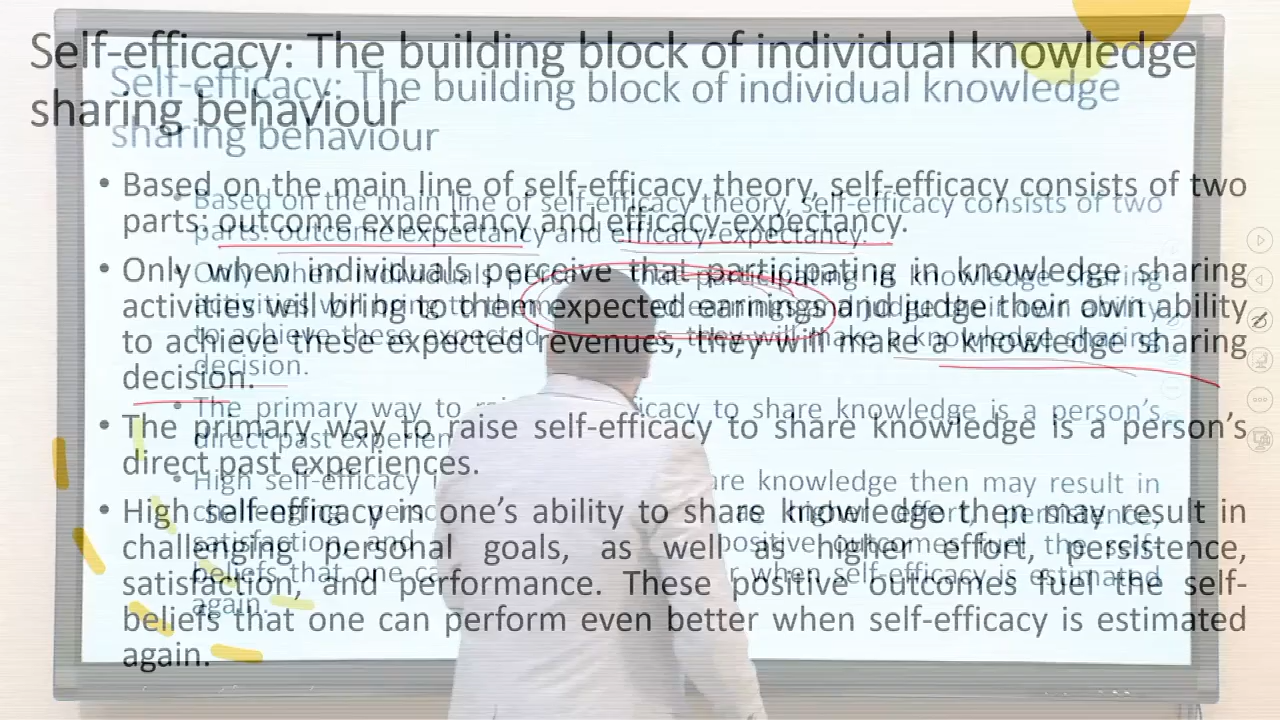 Self-efficacy: The building block of individual knowledge
sharing behaviour
• Based on the main line of self-efficacy theory, self-efficacy consists of two
parts: outcome expectancy and efficacy-expectancy.
• Only when individuals perceive that participating in knowledge sharing
activities will bring to them expected earnings and judge their own ability
to achieve these expected revenues, they will make a knowledge sharing
decision.
• The primary way to raise self-efficacy to share knowledge is a person's
direct past experiences.
• High self-efficacy in one's ability to share knowledge then may result in
challenging personal goals, as well as higher effort, persistence,
satisfaction, and performance. These positive outcomes fuel the self-
beliefs that one can perform even better when self-efficacy is estimated
again.